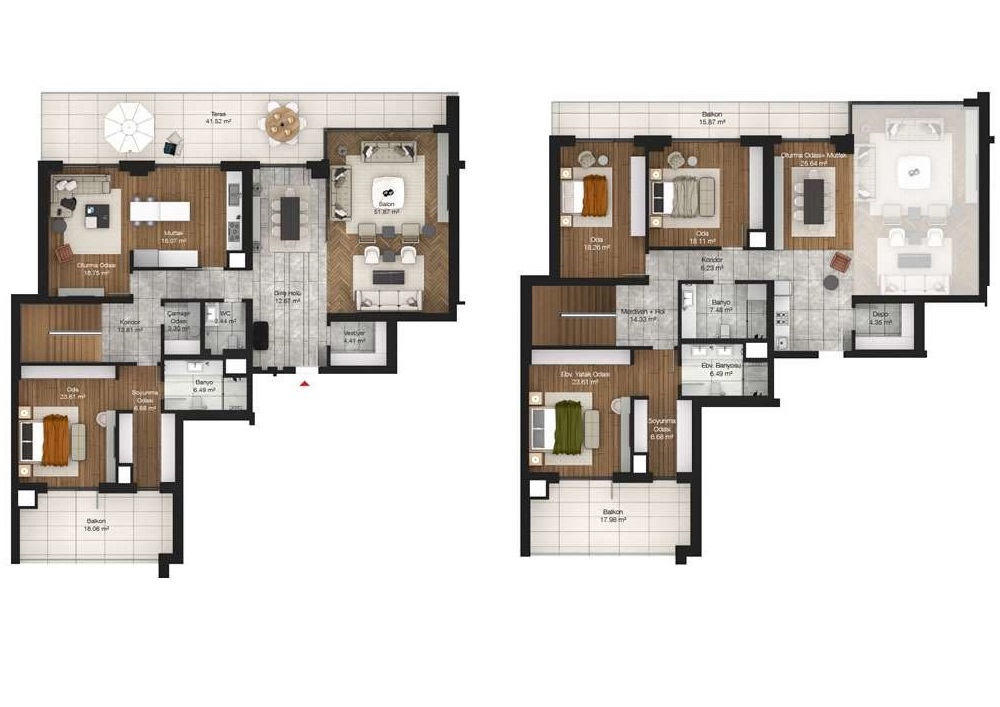 Teras
41.52 m²
Salon
51.87 m²
Mutfak
16.07 m²
Oturma Odası
18.75 m²
Giriş Holü
12.67 m²
Koridor
13.81 m²
Çamaşır
Odası
3.30 m²
WC
3.44 m²
Vestiyer
4.41 m²
Oda
23.61 m²
Soyunma
Odası
6.68 m²
Banyo
6.49 m²
Balkon
18.06 m²
Balkon
15.87 m²
Oturma Odası+ Mutfak
25.64 m²
Oda
18.26 m²
Oda
18.11 m²
Koridor
6.23 m²
Merdiven + Hol
14.33 m²
Banyo
7.48 m²
Depo
4.35 m²
Ebv. Yatak Odası
23.61 m²
Ebv. Banyosu
6.49 m²
Soyunma
Odası
6.68 m²
Balkon
17.98 m²